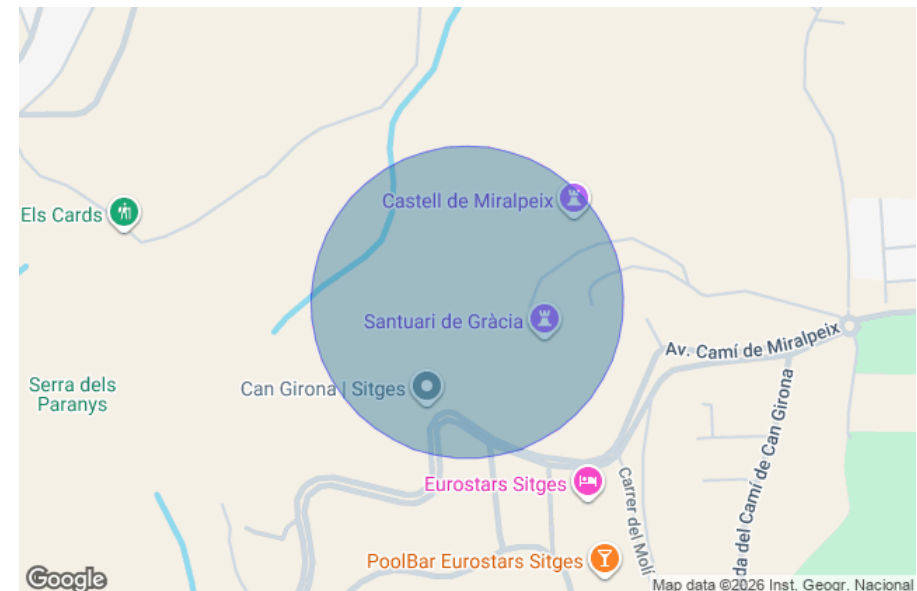 Castell de Miralpeix
Els Cards
Santuari de Gràcia
Av. Camí de Miralpeix
Serra dels
Paranys
Can Girona | Sitges
Eurostars Sitges
Carrer del Molí
da del Camí de Can Girona
PoolBar Eurostars Sitges
Google
Map data ©2026 Inst. Geogr. Nacional